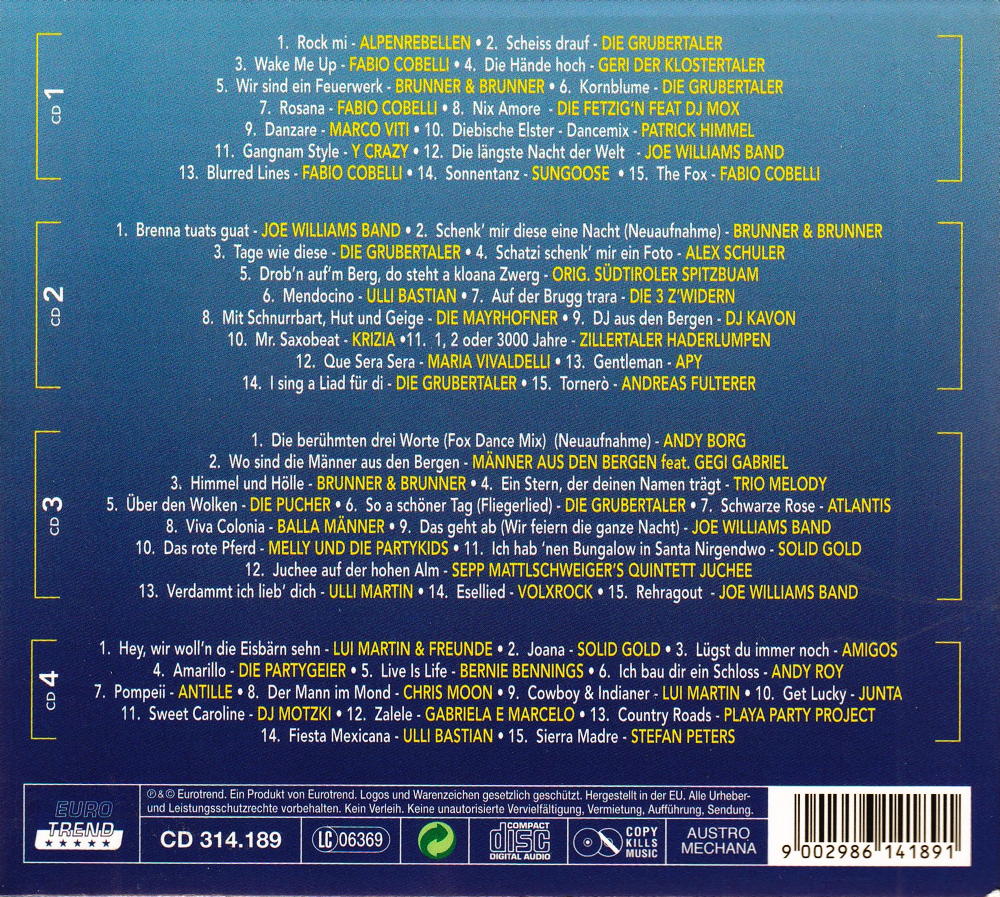 CD 1
1. Rock mi - ALPENREBELLEN • 2. Scheiss drauf - DIE GRUBERTALER
3. Wake Me Up - FABIO COBELLI • 4. Die Hände hoch - GERI DER KLOSTERTALER
5. Wir sind ein Feuerwerk - BRUNNER & BRUNNER • 6. Kornblume - DIE GRUBERTALER
7. Rosana - FABIO COBELLI • 8. Nix Amore - DIE FETZIG'N FEAT DJ MOX
9. Danzare - MARCO VITI • 10. Diebische Elster - Dancemix - PATRICK HIMMEL
11. Gangnam Style - Y CRAZY • 12. Die längste Nacht der Welt - JOE WILLIAMS BAND
13. Blurred Lines - FABIO COBELLI • 14. Sonnentanz - SUNGOOSE • 15. The Fox - FABIO COBELLI
CD 2
1. Brenna tuats guat - JOE WILLIAMS BAND • 2. Schenk' mir diese eine Nacht (Neuaufnahme) - BRUNNER & BRUNNER
3. Tage wie diese - DIE GRUBERTALER • 4. Schatzi schenk' mir ein Foto - ALEX SCHULER
5. Drob'n auf'm Berg, do steht a kloana Zwerg - ORIG. SÜDTIROLER SPITZBUAM
6. Mendocino - ULLI BASTIAN • 7. Auf der Brugg trara - DIE 3 Z'WIDERN
8. Mit Schnurrbart, Hut und Geige - DIE MAYRHOFNER • 9. DJ aus den Bergen - DJ KAVON
10. Mr. Saxobeat - KRIZIA •11. 1, 2 oder 3000 Jahre - ZILLERTALER HADERLUMPEN
12. Que Sera Sera - MARIA VIVALDELLI • 13. Gentleman - APY
14. I sing a Liad für di - DIE GRUBERTALER • 15. Tornerò - ANDREAS FULTERER
CD 3
1. Die berühmten drei Worte (Fox Dance Mix) (Neuaufnahme) - ANDY BORG
2. Wo sind die Männer aus den Bergen - MÄNNER AUS DEN BERGEN feat. GEGI GABRIEL
3. Himmel und Hölle - BRUNNER & BRUNNER • 4. Ein Stern, der deinen Namen trägt - TRIO MELODY
5. Über den Wolken - DIE PUCHER • 6. So a schöner Tag (Fliegerlied) - DIE GRUBERTALER • 7. Schwarze Rose - ATLANTIS
8. Viva Colonia - BALLA MÄNNER • 9. Das geht ab (Wir feiern die ganze Nacht) - JOE WILLIAMS BAND
10. Das rote Pferd - MELLY UND DIE PARTYKIDS • 11. Ich hab 'nen Bungalow in Santa Nirgendwo - SOLID GOLD
12. Juchee auf der hohen Alm - SEPP MATTLSCHWEIGER'S QUINTETT JUCHEE
13. Verdammt ich lieb' dich - ULLI MARTIN • 14. Esellied - VOLXROCK • 15. Rehragout - JOE WILLIAMS BAND
CD 4
1. Hey, wir woll'n die Eisbärn sehn - LUI MARTIN & FREUNDE • 2. Joana - SOLID GOLD • 3. Lügst du immer noch - AMIGOS
4. Amarillo - DIE PARTYGEIER • 5. Live Is Life - BERNIE BENNINGS • 6. Ich bau dir ein Schloss - ANDY ROY
7. Pompeii - ANTILLE • 8. Der Mann im Mond - CHRIS MOON • 9. Cowboy & Indianer - LUI MARTIN • 10. Get Lucky - JUNTA
11. Sweet Caroline - DJ MOTZKI • 12. Zalele - GABRIELA E MARCELO • 13. Country Roads - PLAYA PARTY PROJECT
14. Fiesta Mexicana - ULLI BASTIAN • 15. Sierra Madre - STEFAN PETERS
EURO
TREND
℗ & © Eurotrend. Ein Produkt von Eurotrend. Logos und Warenzeichen gesetzlich geschützt. Hergestellt in der EU. Alle Urheber-
und Leistungsschutzrechte vorbehalten. Kein Verleih. Keine unautorisierte Vervielfältigung, Vermietung, Aufführung, Sendung.
CD 314.189
LC 06369
COMPACT
disc
DIGITAL AUDIO
COPY
KILLS
MUSIC
AUSTRO
MECHANA
9 002986 141891